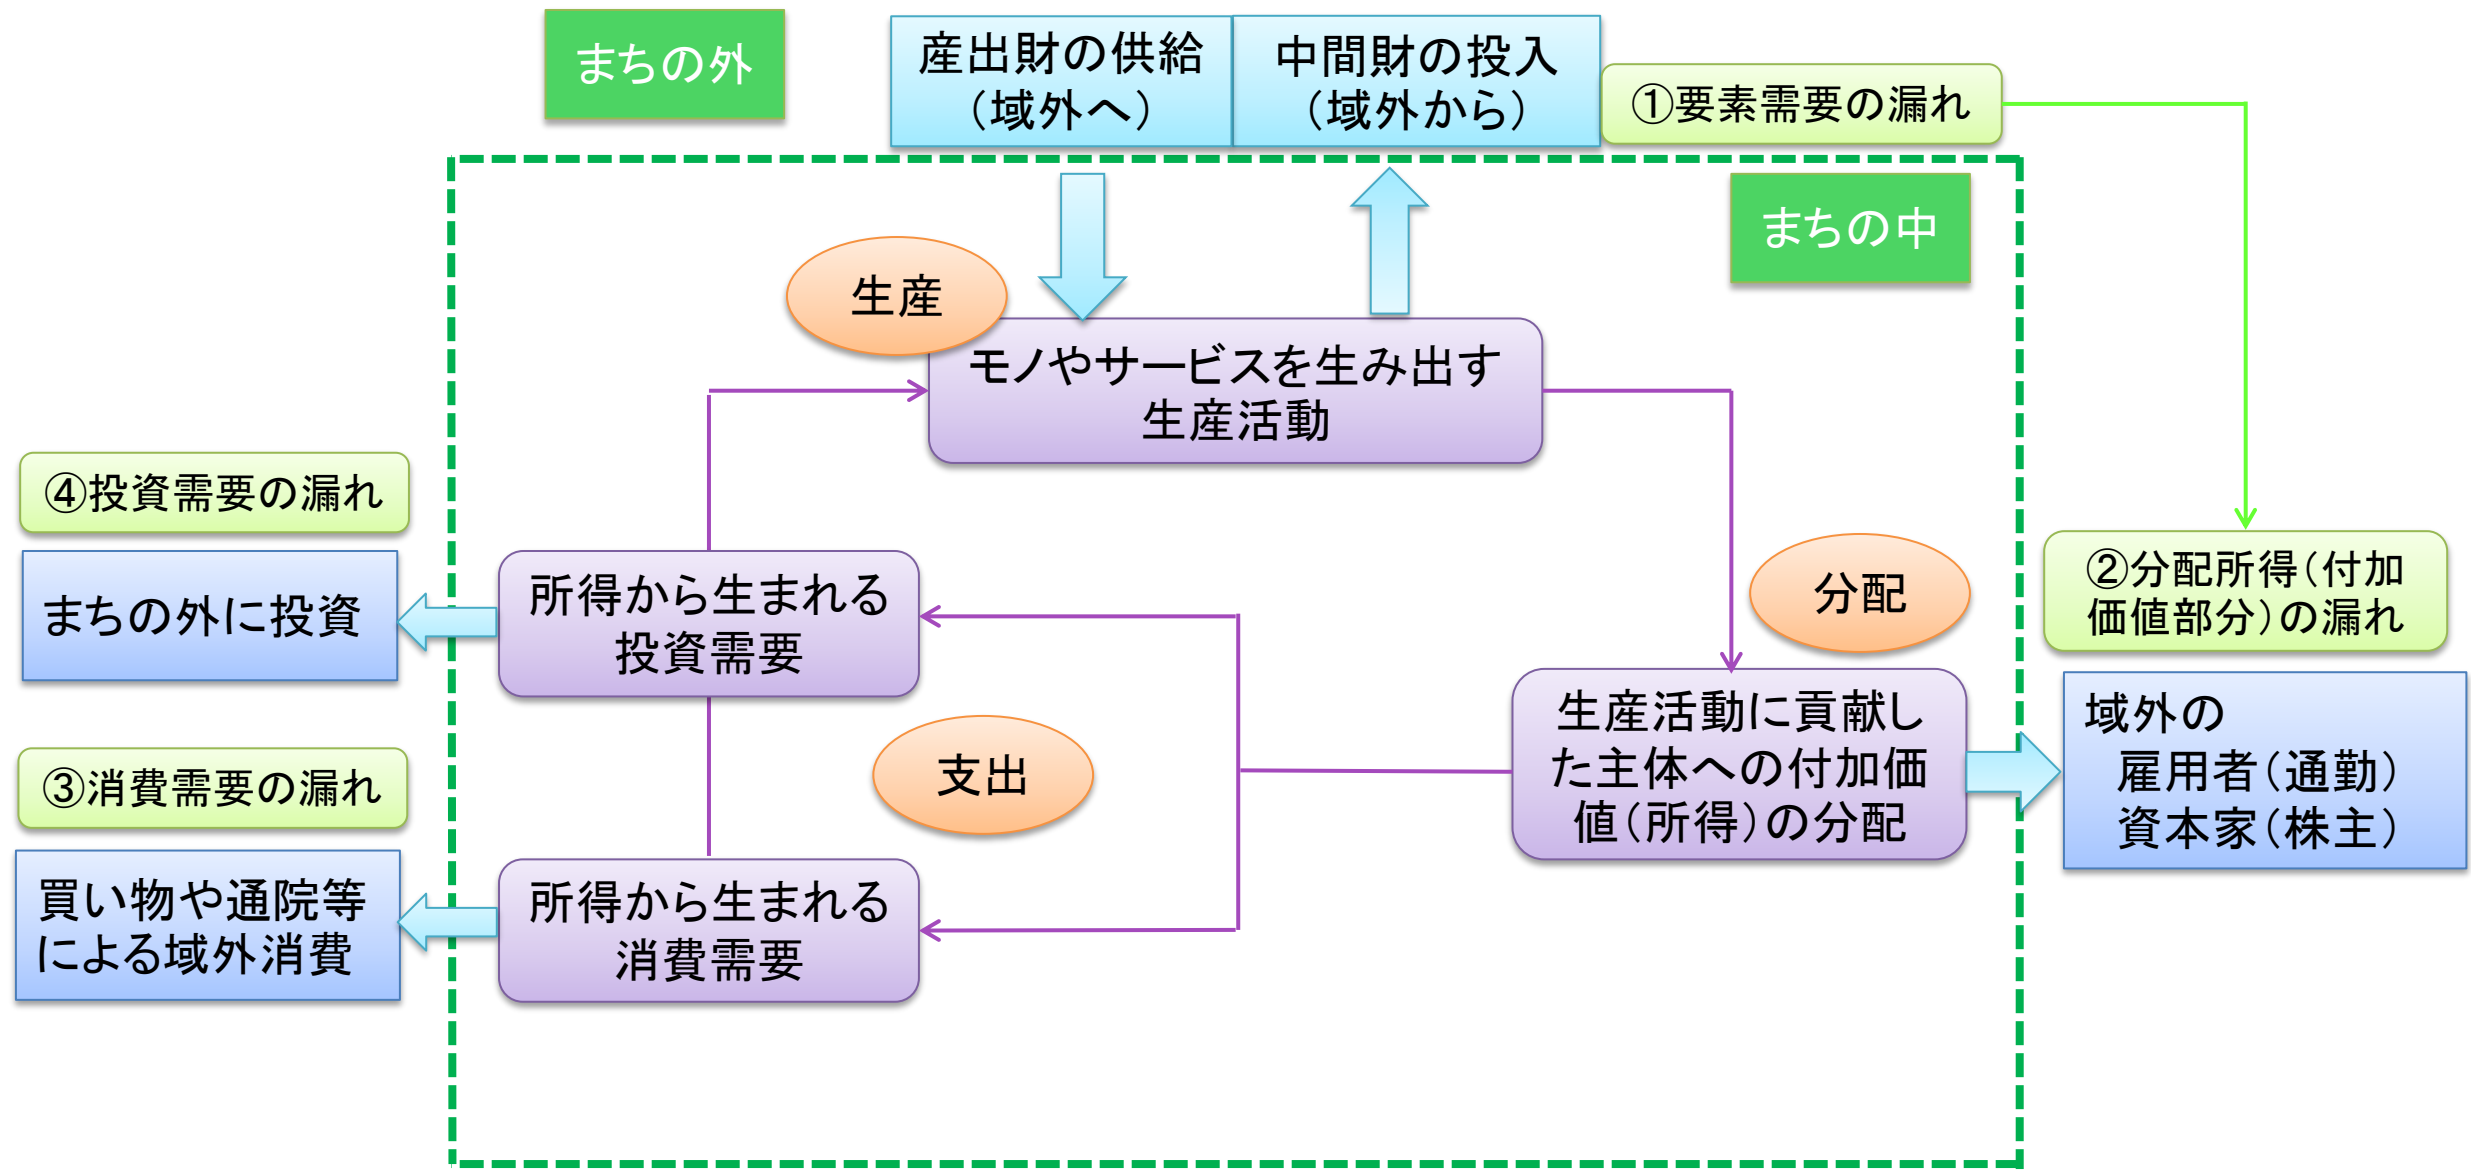 まちの外
産出財の供給
（域外へ）
中間財の投入
（域外から）
①要素需要の漏れ
まちの中
生産
モノやサービスを生み出す
生産活動
④投資需要の漏れ
まちの外に投資
所得から生まれる
投資需要
分配
②分配所得（付加
価値部分）の漏れ
生産活動に貢献し
た主体への付加価
値（所得）の分配
域外の
雇用者（通勤）
資本家（株主）
支出
③消費需要の漏れ
買い物や通院等
による域外消費
所得から生まれる
消費需要